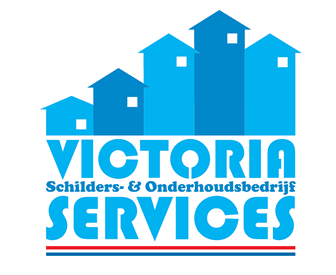 VICTORIA
Schilders- & Onderhoudsbedrijf
SERVICES